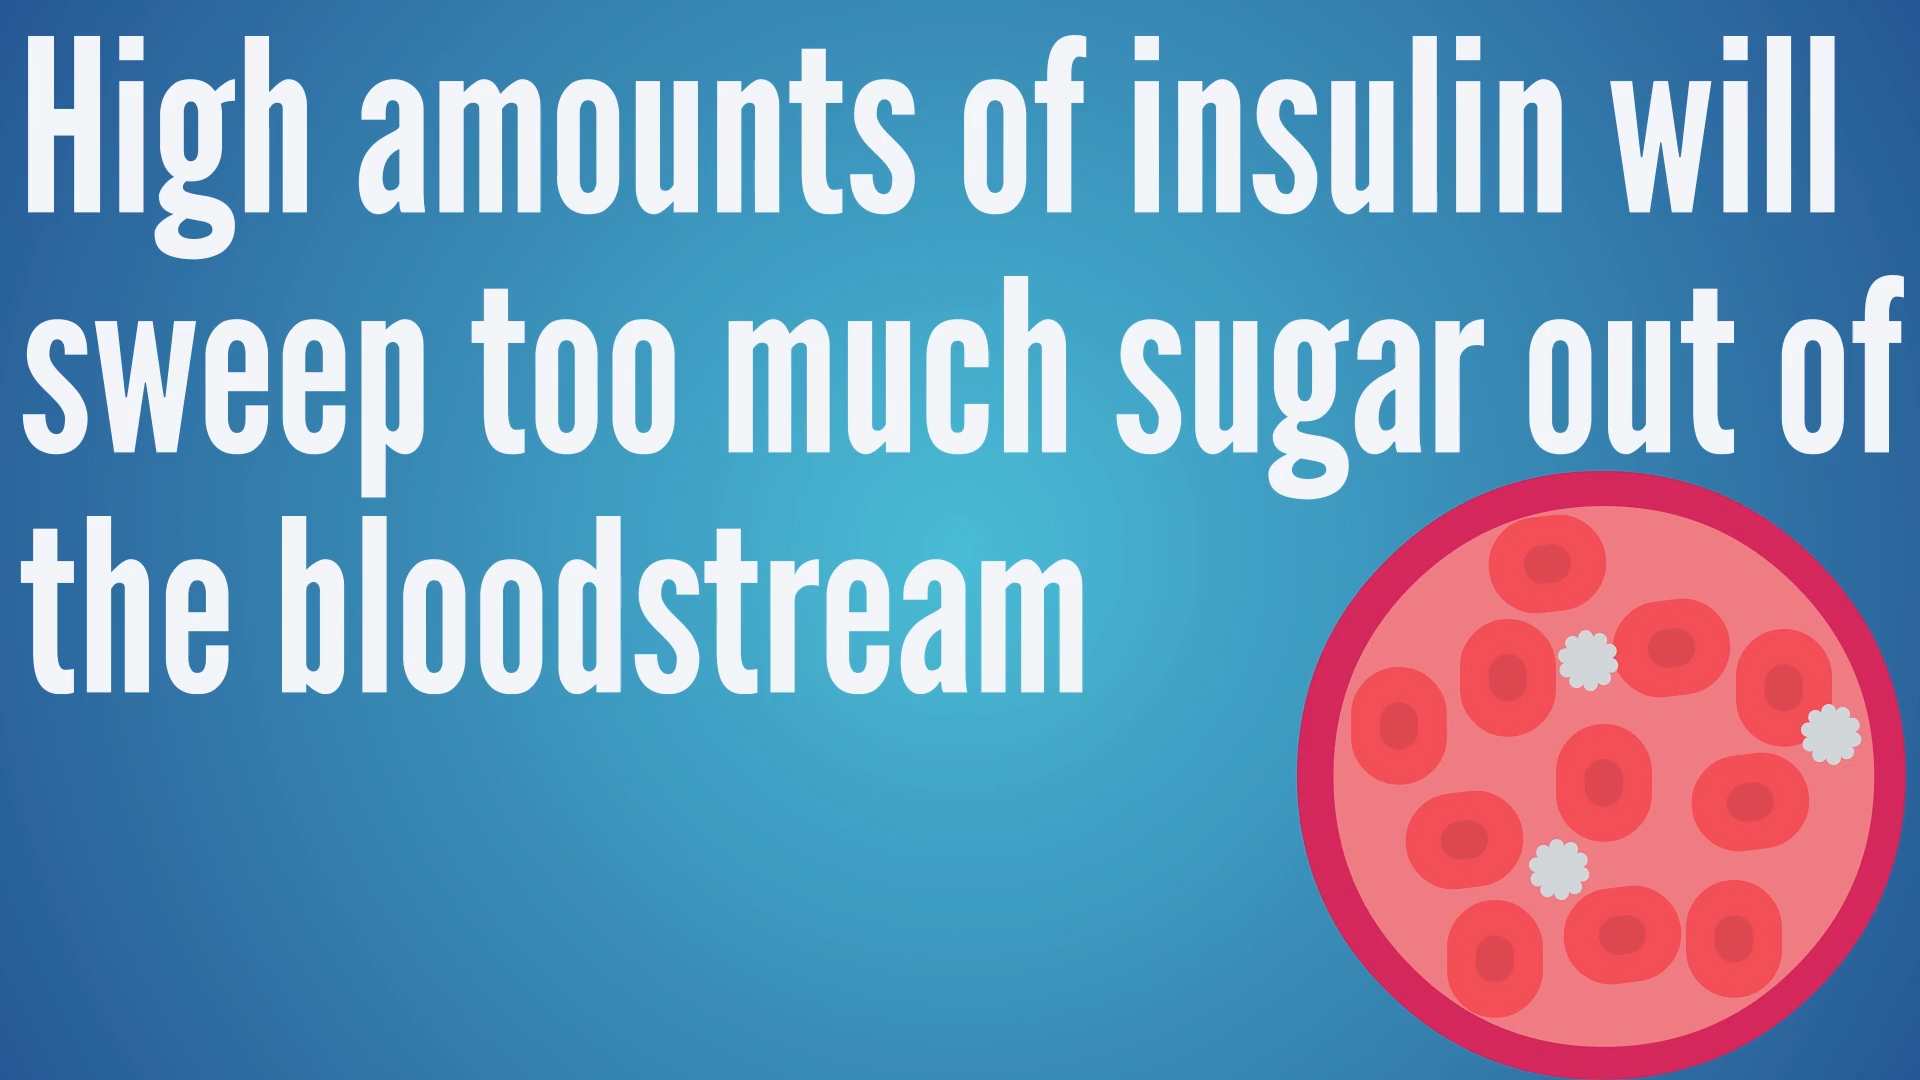 High amounts of insulin will
sweep too much sugar out of
the bloodstream